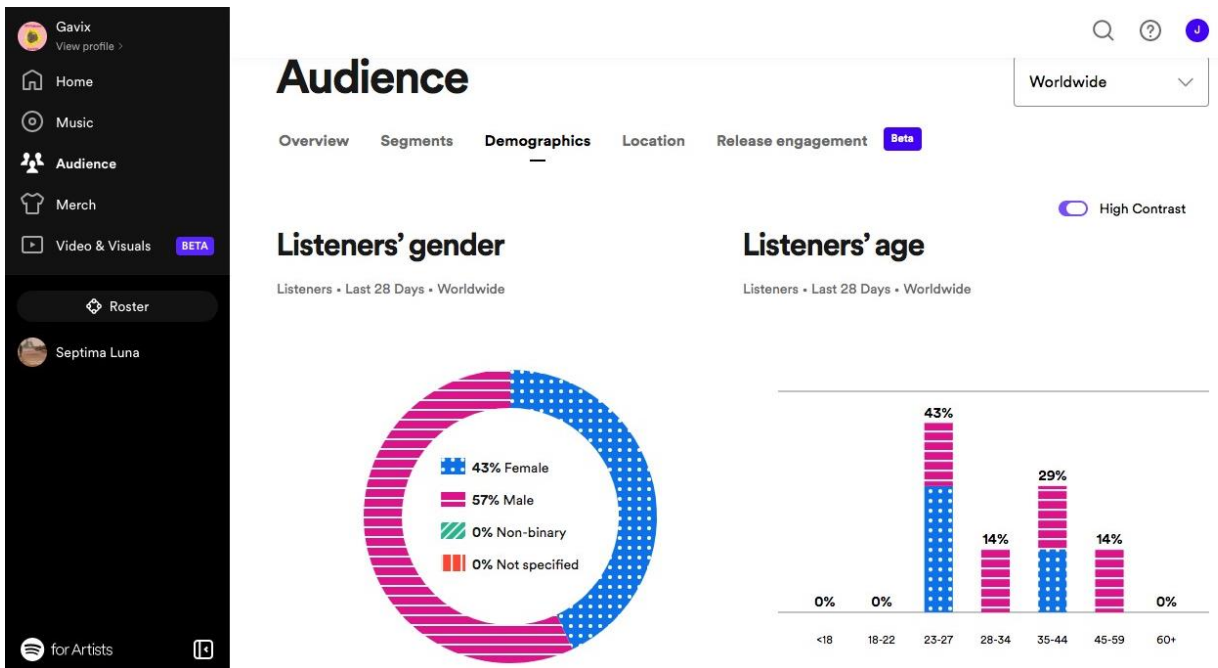 Gavix
View profile >
Home
Music
Audience
Merch
Video & Visuals BETA
Roster
Septima Luna
for Artists
J
Audience
Worldwide
Overview Segments Demographics Location Release engagement Beta
High Contrast
Listeners’ gender
Listeners • Last 28 Days • Worldwide
43% Female
57% Male
0% Non-binary
0% Not specified
Listeners’ age
Listeners • Last 28 Days • Worldwide
43%
29%
14% 14%
0% 0% 0%
<18 18-22 23-27 28-34 35-44 45-59 60+